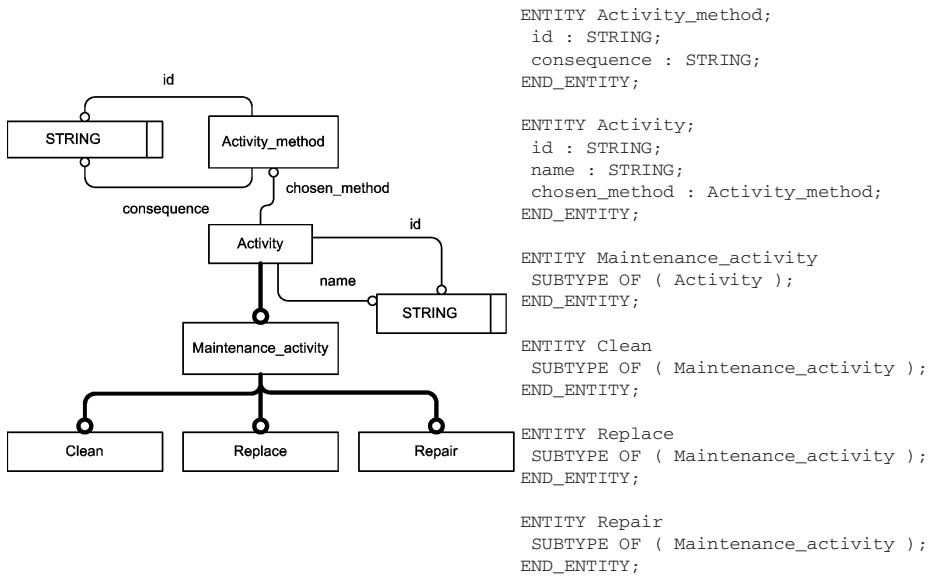 id
STRING
Activity_method
chosen_method
consequence
Activity
id
name
STRING
Maintenance_activity
Clean
Replace
Repair
ENTITY Activity_method;
id : STRING;
consequence : STRING;
END_ENTITY;
ENTITY Activity;
id : STRING;
name : STRING;
chosen_method : Activity_method;
END_ENTITY;
ENTITY Maintenance_activity
SUBTYPE OF ( Activity );
END_ENTITY;
ENTITY Clean
SUBTYPE OF ( Maintenance_activity );
END_ENTITY;
ENTITY Replace
SUBTYPE OF ( Maintenance_activity );
END_ENTITY;
ENTITY Repair
SUBTYPE OF ( Maintenance_activity );
END_ENTITY;